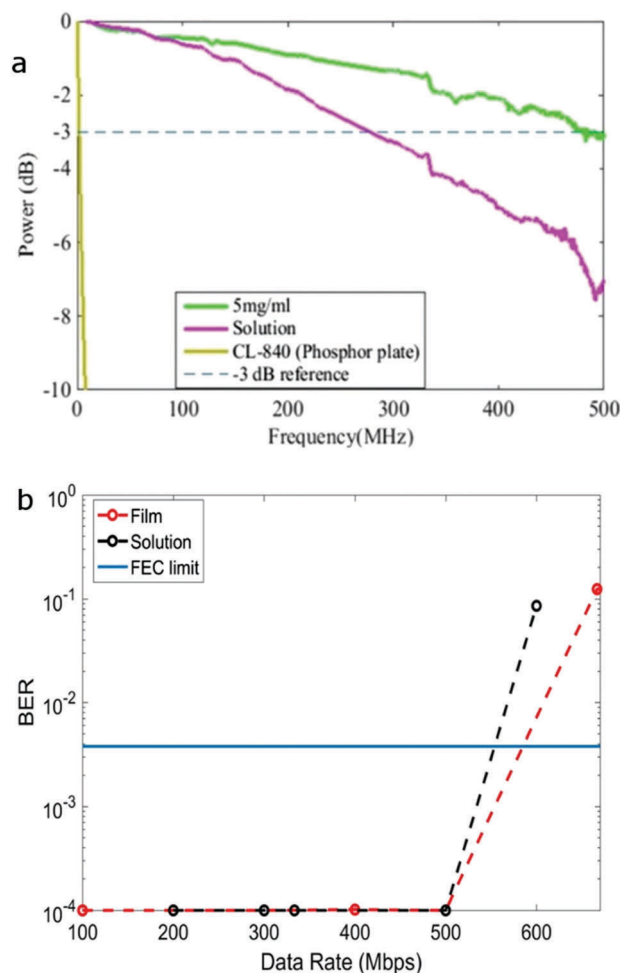 a
0
-2
-3
-4
-6
-8
-10
Power (dB)
5mg/ml
Solution
CL-840 (Phosphor plate)
-3 dB reference
0 100 200 300 400 500
Frequency(MHz)
b
10^0
10^-1
10^-2
10^-3
10^-4
BER
Film
Solution
FEC limit
100 200 300 400 500 600
Data Rate (Mbps)